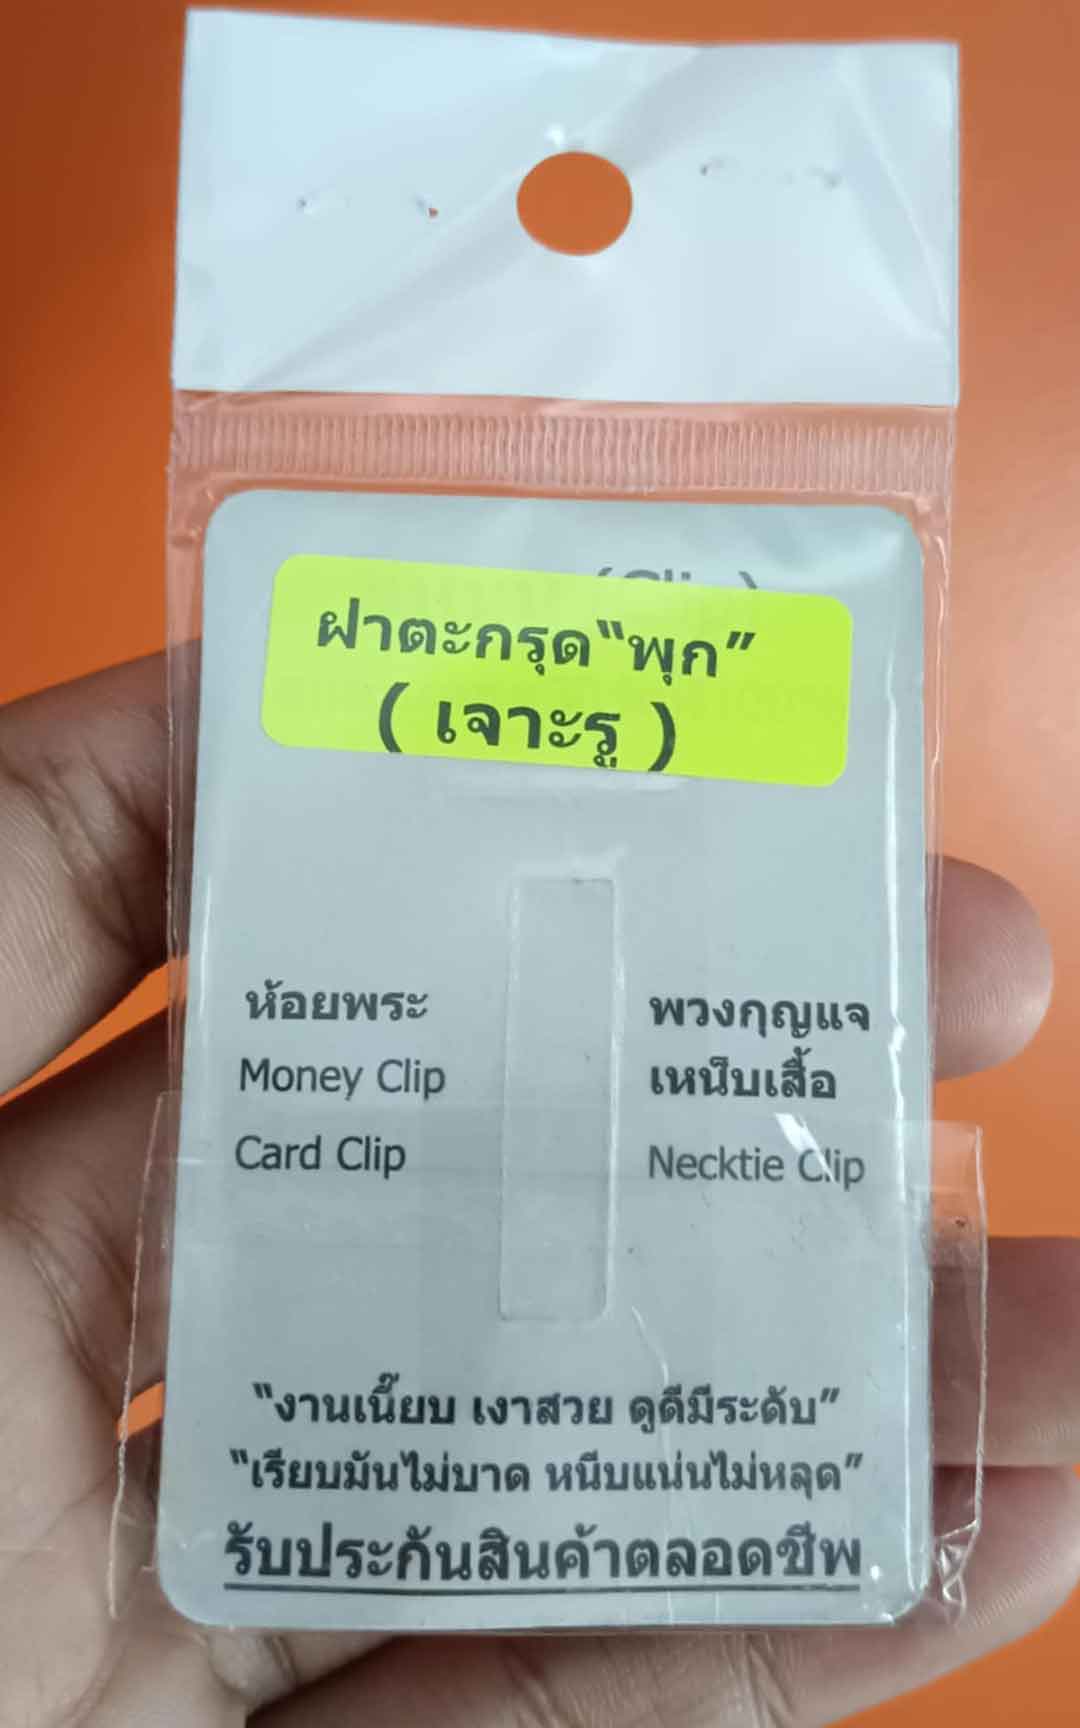 ฝาตะกรุด“พุก”
( เจาะรู )
ห้อยพระ
Money Clip
Card Clip
พวงกุญแจ
เหน็บเสื้อ
Necktie Clip
“งานเนี๊ยบ เงาสวย ดูดีมีระดับ”
“เรียบมันไม่บาด หนีบแน่นไม่หลุด”
รับประกันสินค้าตลอดชีพ